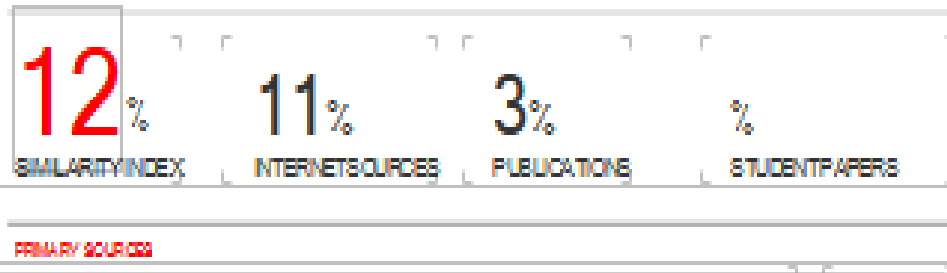 12% 11% 3% %
SIMILARITY INDEX INTERNET SOURCES PUBLICATIONS STUDENT PAPERS
PRIMARY SOURCES